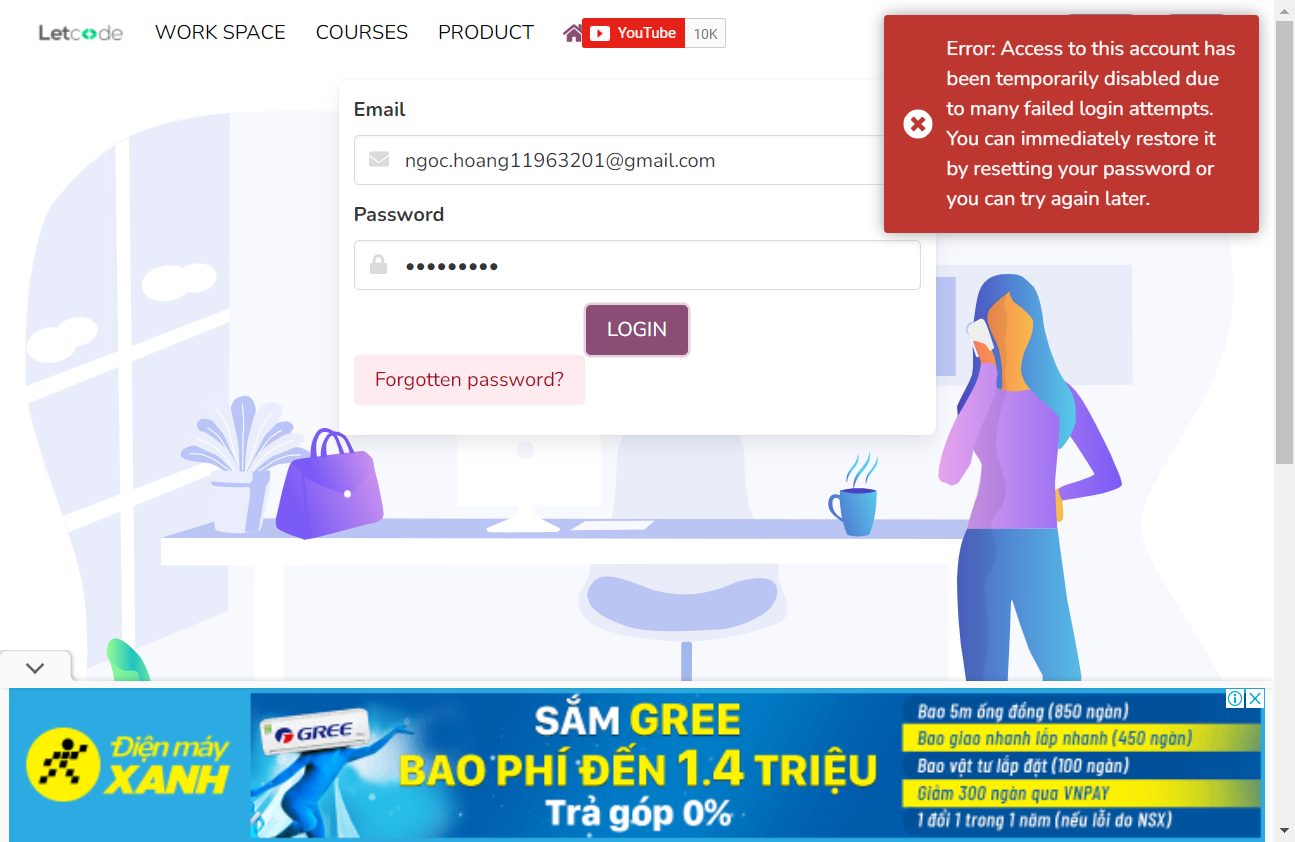 Letcode WORK SPACE COURSES PRODUCT YouTube 10K
Error: Access to this account has
been temporarily disabled due
to many failed login attempts.
You can immediately restore it
by resetting your password or
you can try again later.
Email
ngoc.hoang11963201@gmail.com
Password
LOGIN
Forgotten password?
Điện máy
XANH
GREE
SẮM GREE
BAO PHÍ ĐẾN 1.4 TRIỆU
Trả góp 0%
Bao 5m ống đồng (850 ngàn)
Bao giao nhanh lắp nhanh (450 ngàn)
Bao vật tư lắp đặt (100 ngàn)
Giảm 300 ngàn qua VNPAY
1 đổi 1 trong 1 năm (nếu lỗi do NSX)